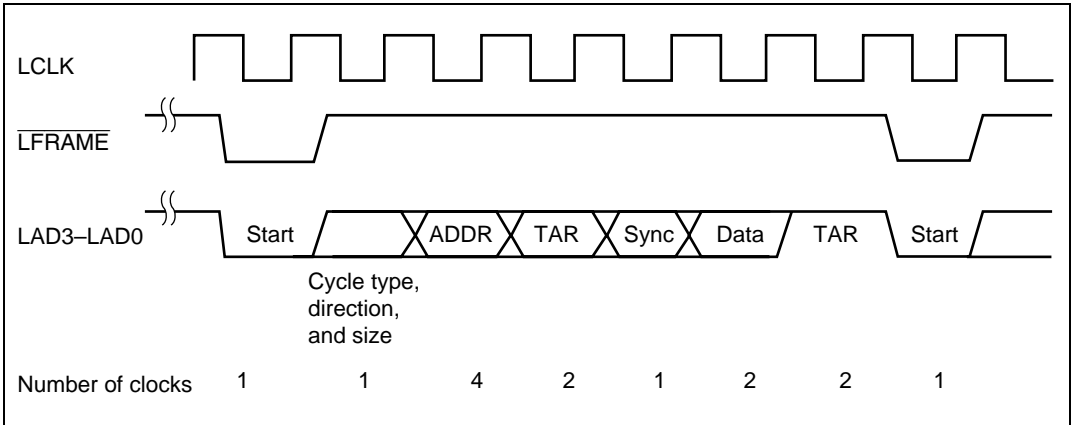 LCLK
LFRAME
LAD3–LAD0 Start ADDR TAR Sync Data TAR Start
Cycle type,
direction,
and size
Number of clocks 1 1 4 2 1 2 2 1